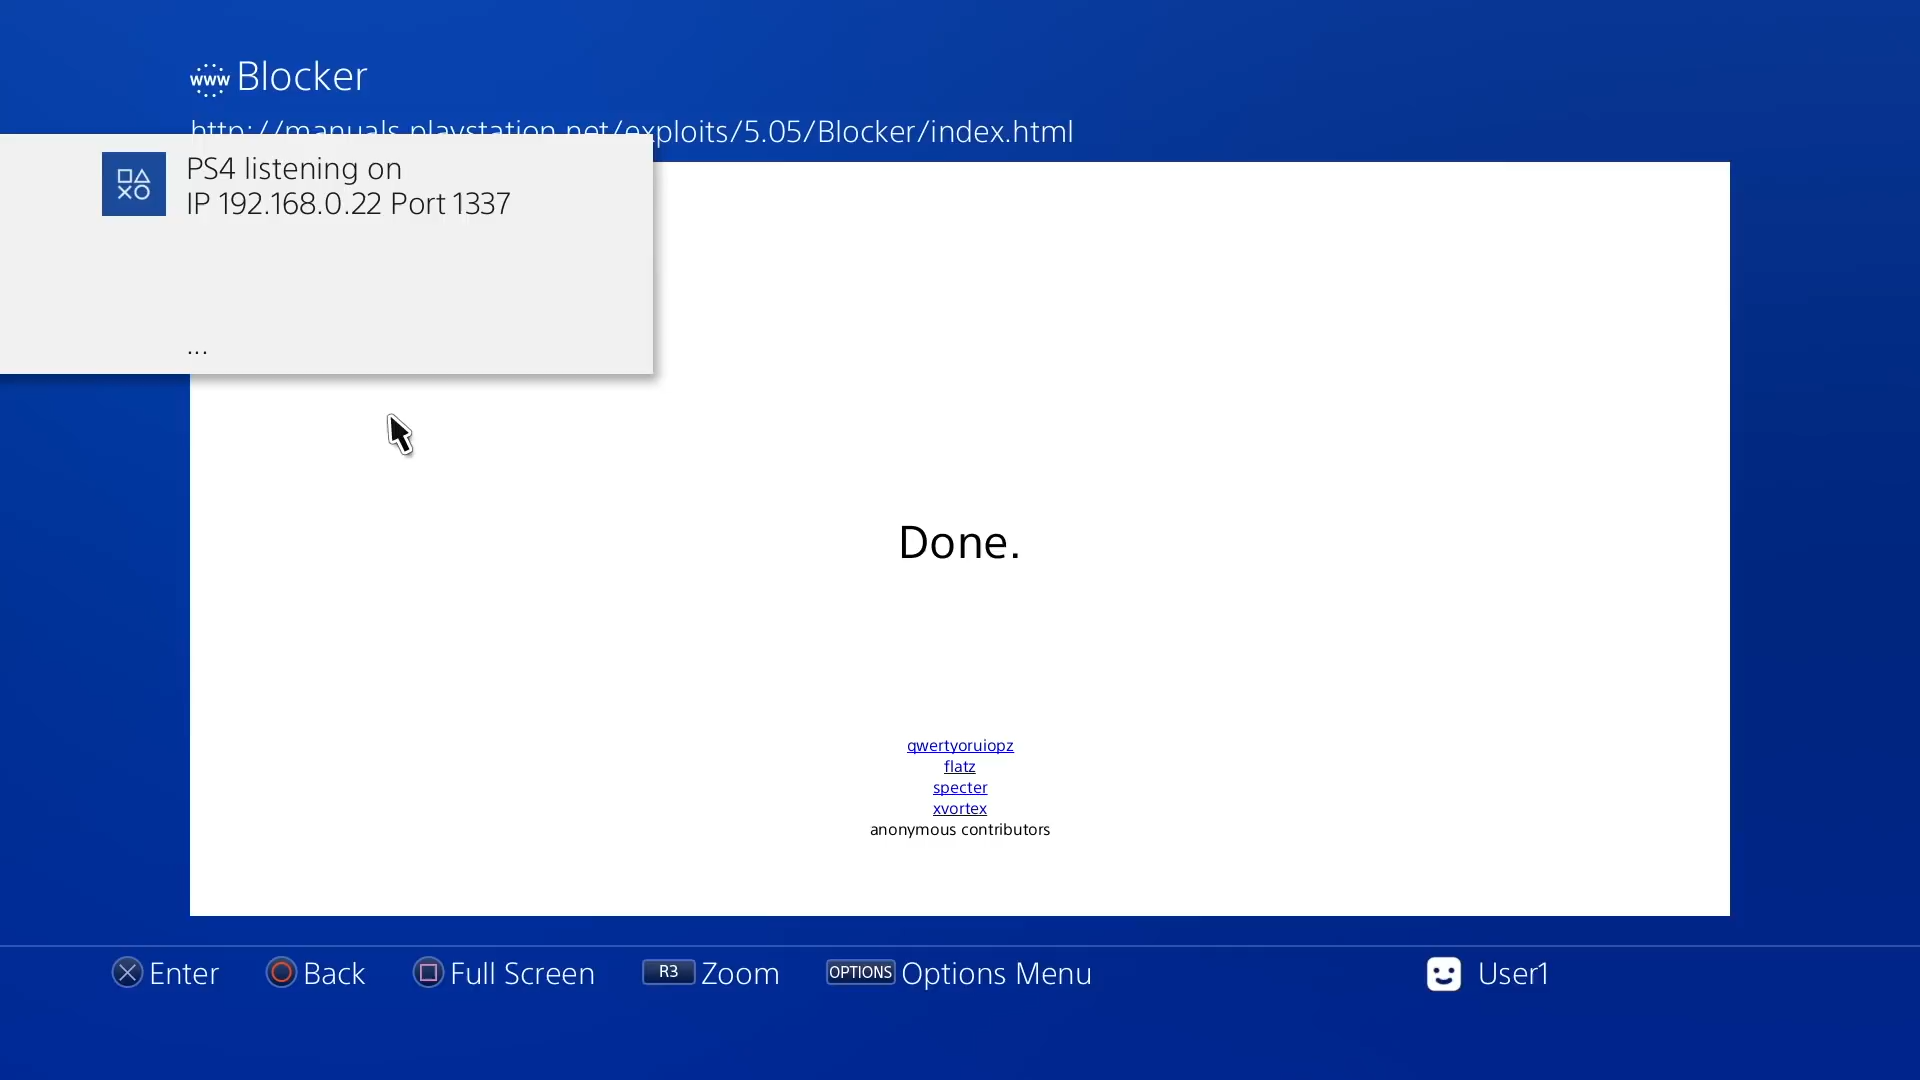 www Blocker
http://manuals.playstation.net/exploits/5.05/Blocker/index.html
PS4 listening on
IP 192.168.0.22 Port 1337
...
Done.
qwertyoruiopz
flatz
specter
xvortex
anonymous contributors
Enter Back Full Screen R3 Zoom OPTIONS Options Menu User1